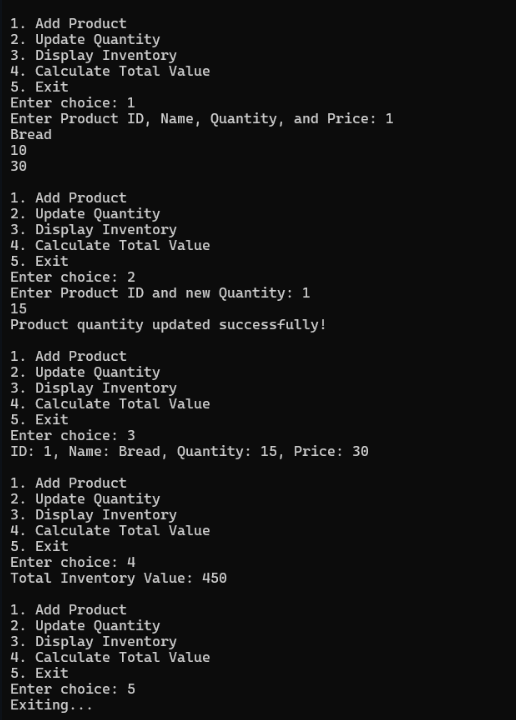 1. Add Product
2. Update Quantity
3. Display Inventory
4. Calculate Total Value
5. Exit
Enter choice: 1
Enter Product ID, Name, Quantity, and Price: 1
Bread
10
30
1. Add Product
2. Update Quantity
3. Display Inventory
4. Calculate Total Value
5. Exit
Enter choice: 2
Enter Product ID and new Quantity: 1
15
Product quantity updated successfully!
1. Add Product
2. Update Quantity
3. Display Inventory
4. Calculate Total Value
5. Exit
Enter choice: 3
ID: 1, Name: Bread, Quantity: 15, Price: 30
1. Add Product
2. Update Quantity
3. Display Inventory
4. Calculate Total Value
5. Exit
Enter choice: 4
Total Inventory Value: 450
1. Add Product
2. Update Quantity
3. Display Inventory
4. Calculate Total Value
5. Exit
Enter choice: 5
Exiting...